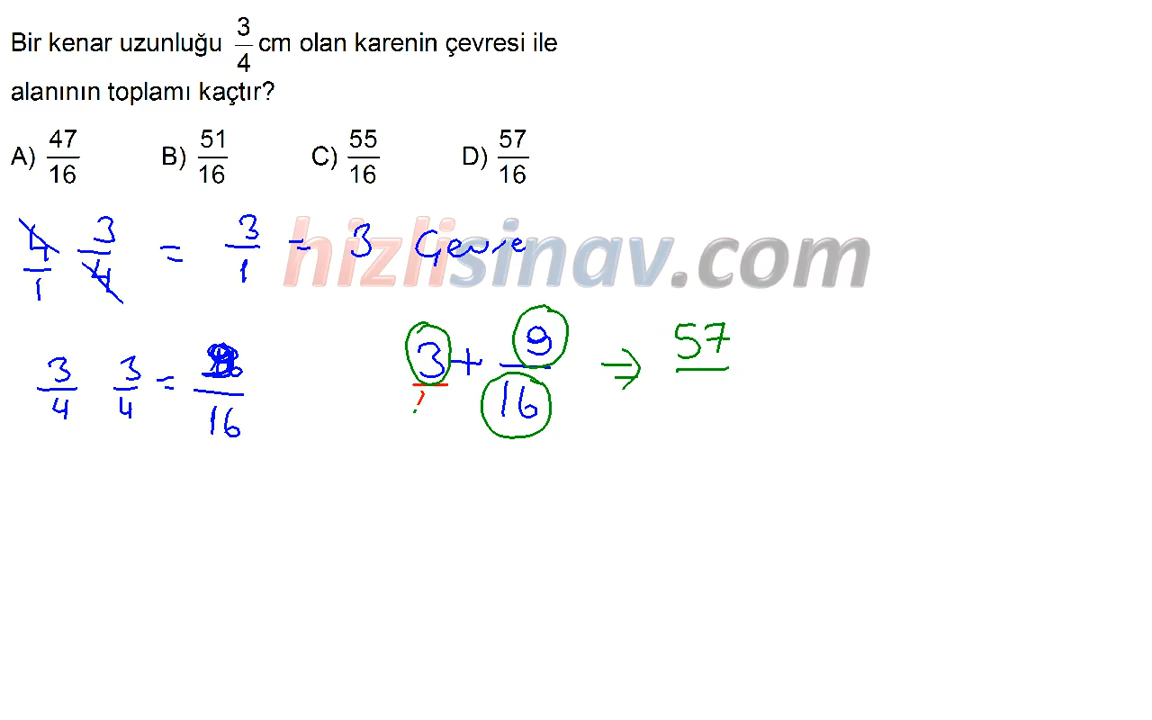 Bir kenar uzunluğu 3/4 cm olan karenin çevresi ile
alanının toplamı kaçtır?
A) 47/16 B) 51/16 C) 55/16 D) 57/16
hizlisinav.com
4/1 3/4 = 3/1 = 3 Çevre
3/4 3/4 = /16
3 + 9/16 ⇒ 57